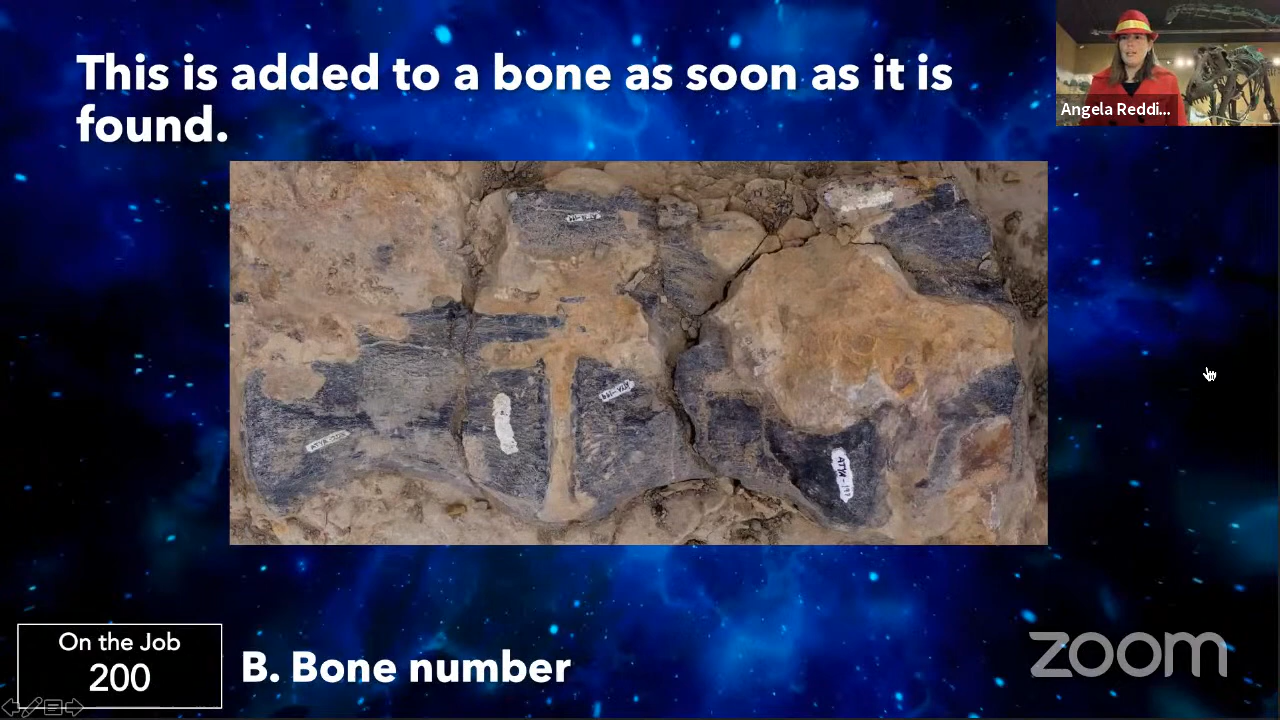 This is added to a bone as soon as it is
found.
Angela Reddi...
On the Job
200
B. Bone number
zoom